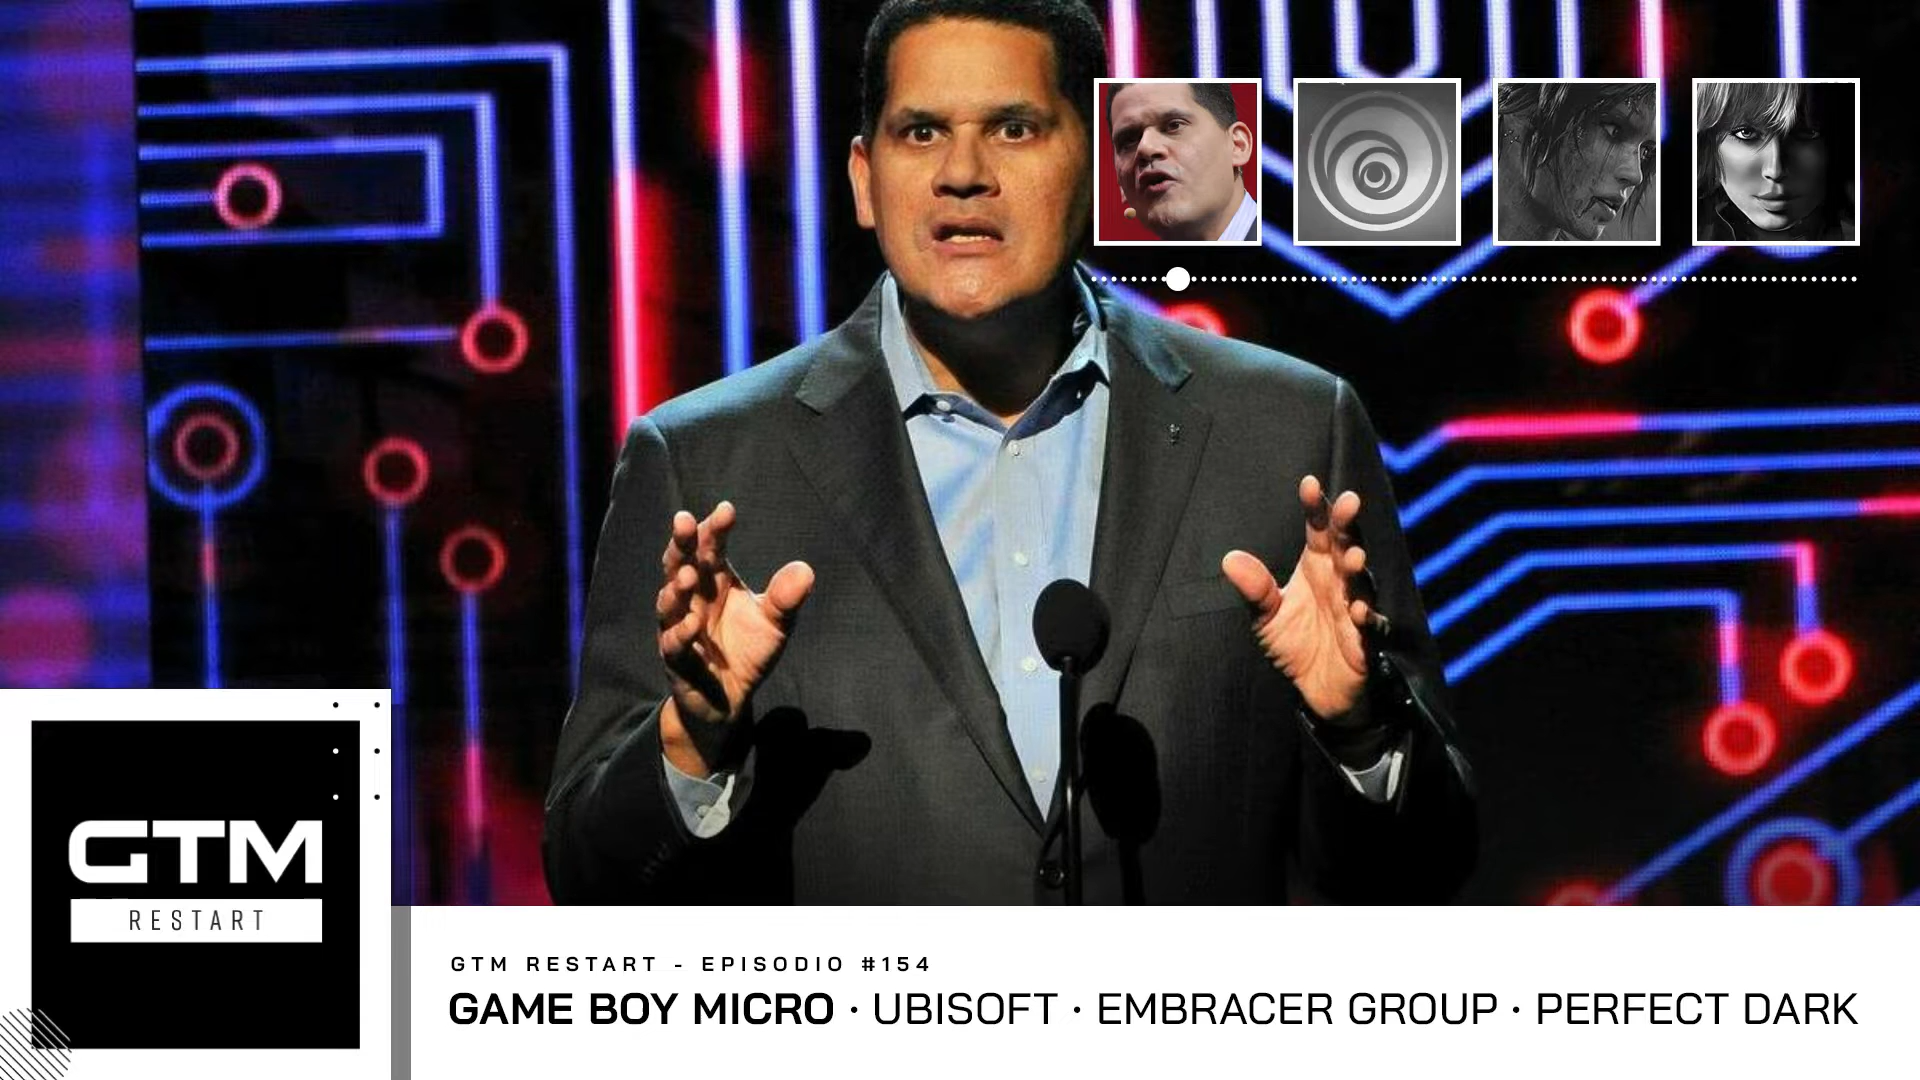 GTM
RESTART
GTM RESTART - EPISODIO #154
GAME BOY MICRO · UBISOFT · EMBRACER GROUP · PERFECT DARK